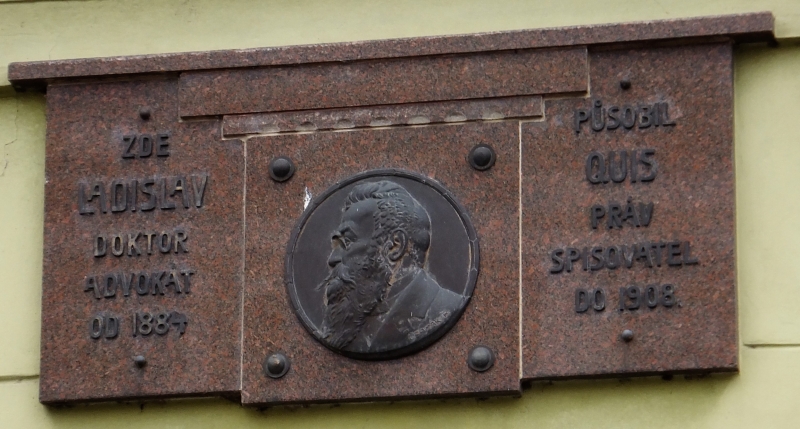 ZDE PŮSOBIL
LADISLAV QUIS
DOKTOR PRÁV
ADVOKÁT SPISOVATEL
OD 1884 DO 1908.